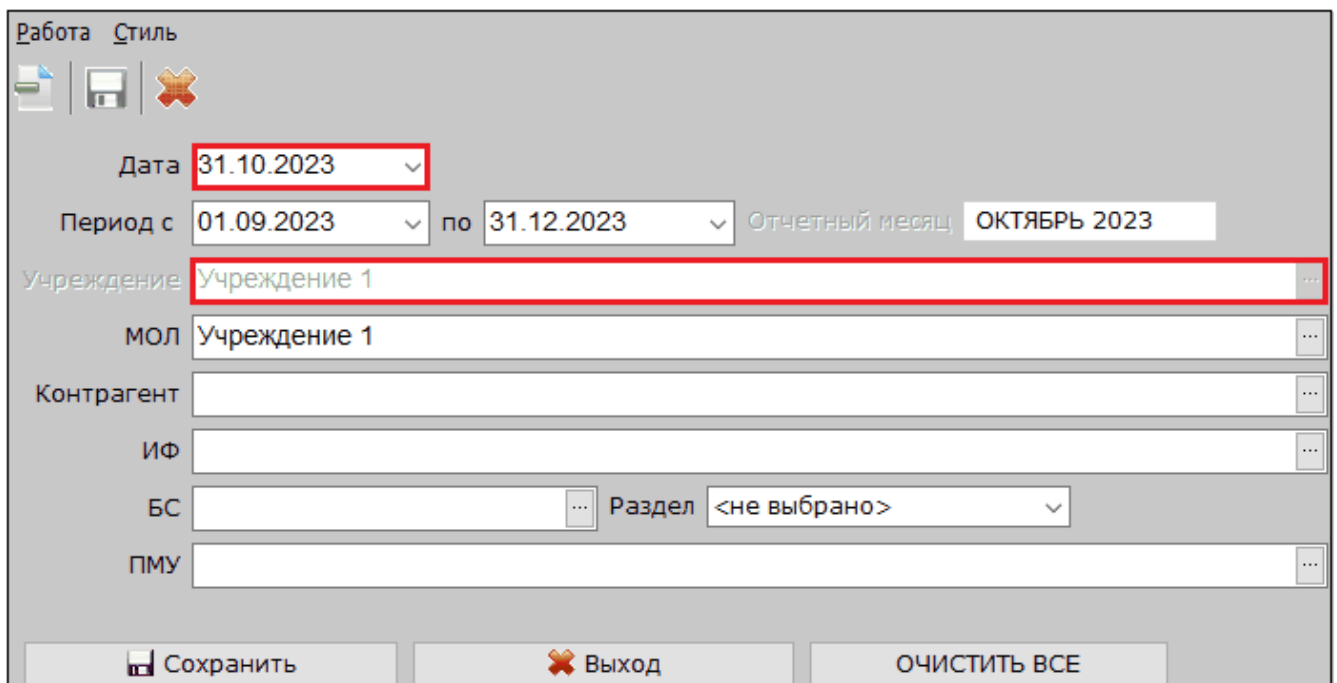 Работа Стиль
Дата 31.10.2023
Период с 01.09.2023 по 31.12.2023 Отчетный месяц ОКТЯБРЬ 2023
Учреждение Учреждение 1 ...
МОЛ Учреждение 1 ...
Контрагент ...
ИФ ...
БС ... Раздел <не выбрано>
ПМУ ...
Сохранить Выход ОЧИСТИТЬ ВСЕ